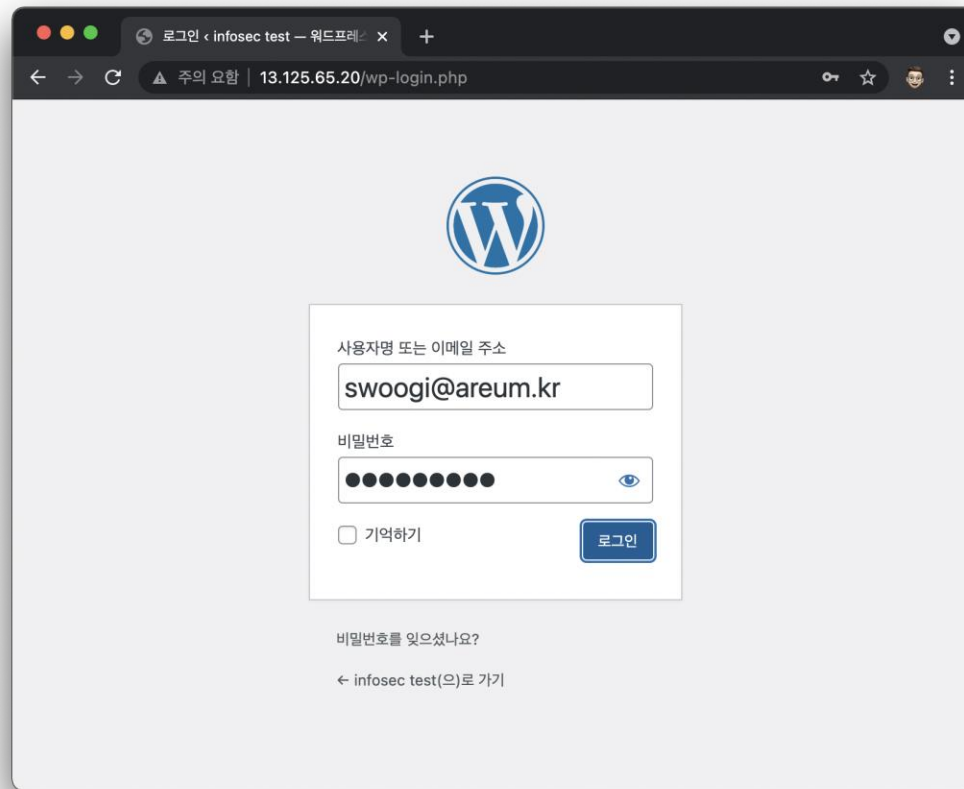 로그인 ‹ infosec test — 워드프레스
주의 요함 | 13.125.65.20/wp-login.php
사용자명 또는 이메일 주소
swoogi@areum.kr
비밀번호
기억하기
로그인
비밀번호를 잊으셨나요?
← infosec test(으)로 가기